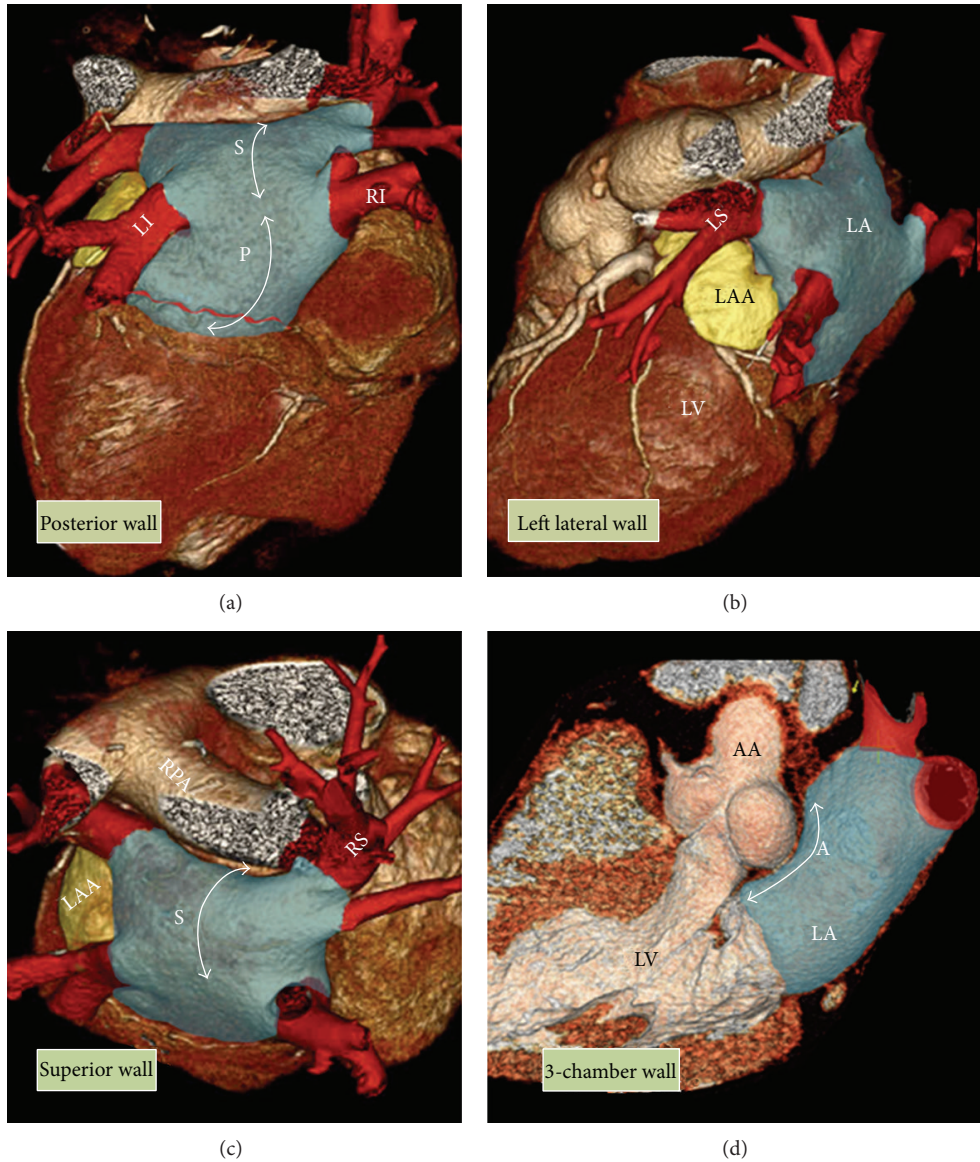 S
RI
LI
P
Posterior wall
(a)
LS
LA
LAA
LV
Left lateral wall
(b)
RPA
RS
LAA
S
Superior wall
(c)
AA
A
LA
LV
3-chamber wall
(d)